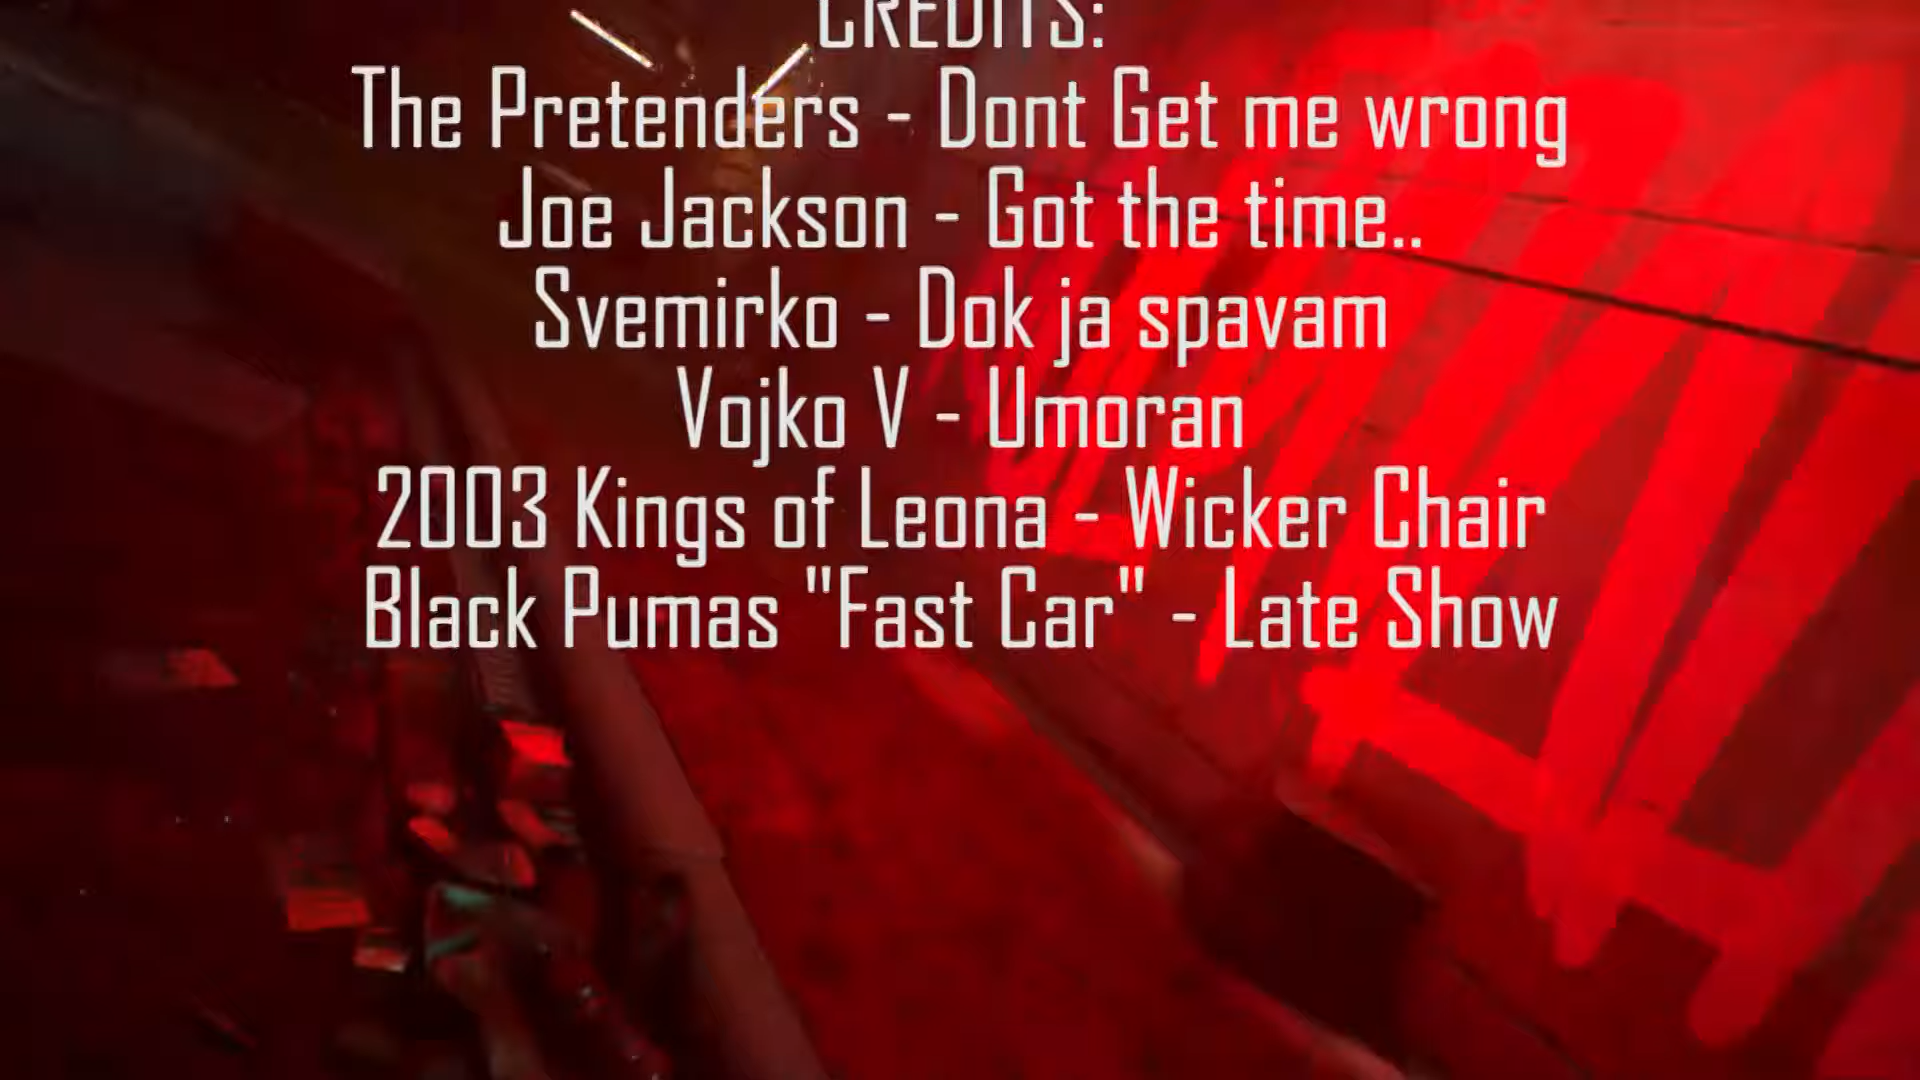 CREDITS:
The Pretenders - Dont Get me wrong
Joe Jackson - Got the time..
Svemirko - Dok ja spavam
Vojko V - Umoran
2003 Kings of Leona - Wicker Chair
Black Pumas "Fast Car" - Late Show